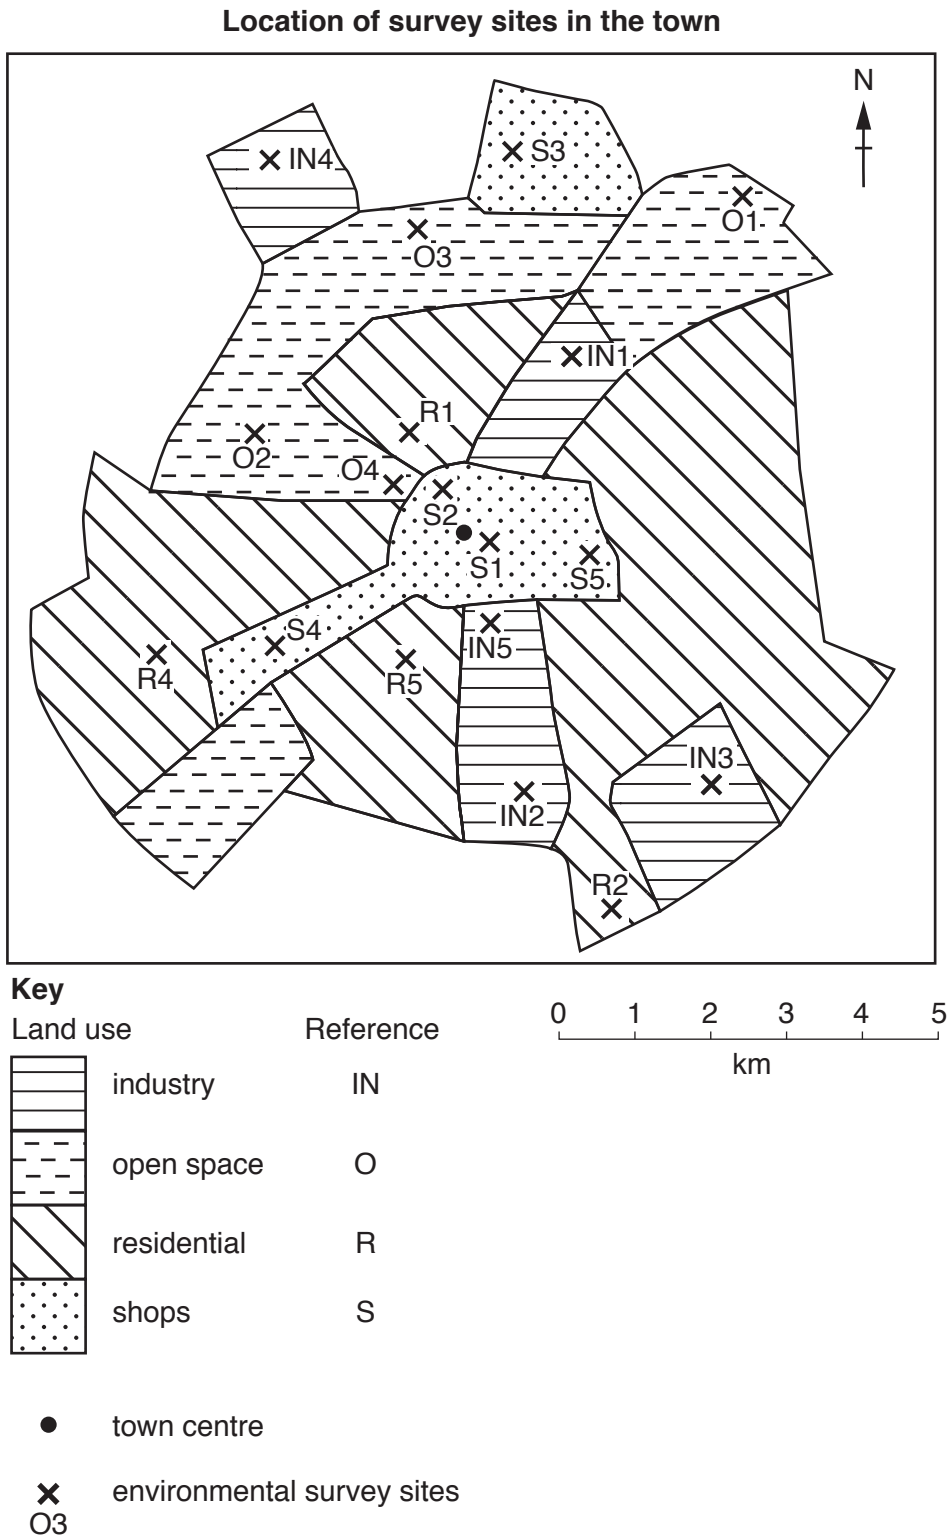 Location of survey sites in the town
N
IN4
S3
O1
O3
IN1
R1
O2
O4
S2
S1
S5
S4
IN5
R4
R5
IN3
IN2
R2
Key
Land use Reference
0 1 2 3 4 5
km
industry IN
open space O
residential R
shops S
town centre
environmental survey sites
O3